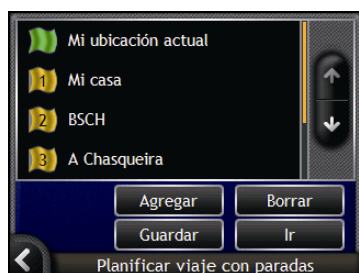 Mi ubicación actual
1 Mi casa
2 BSCH
3 A Chasqueira
Agregar Borrar
Guardar Ir
Planificar viaje con paradas